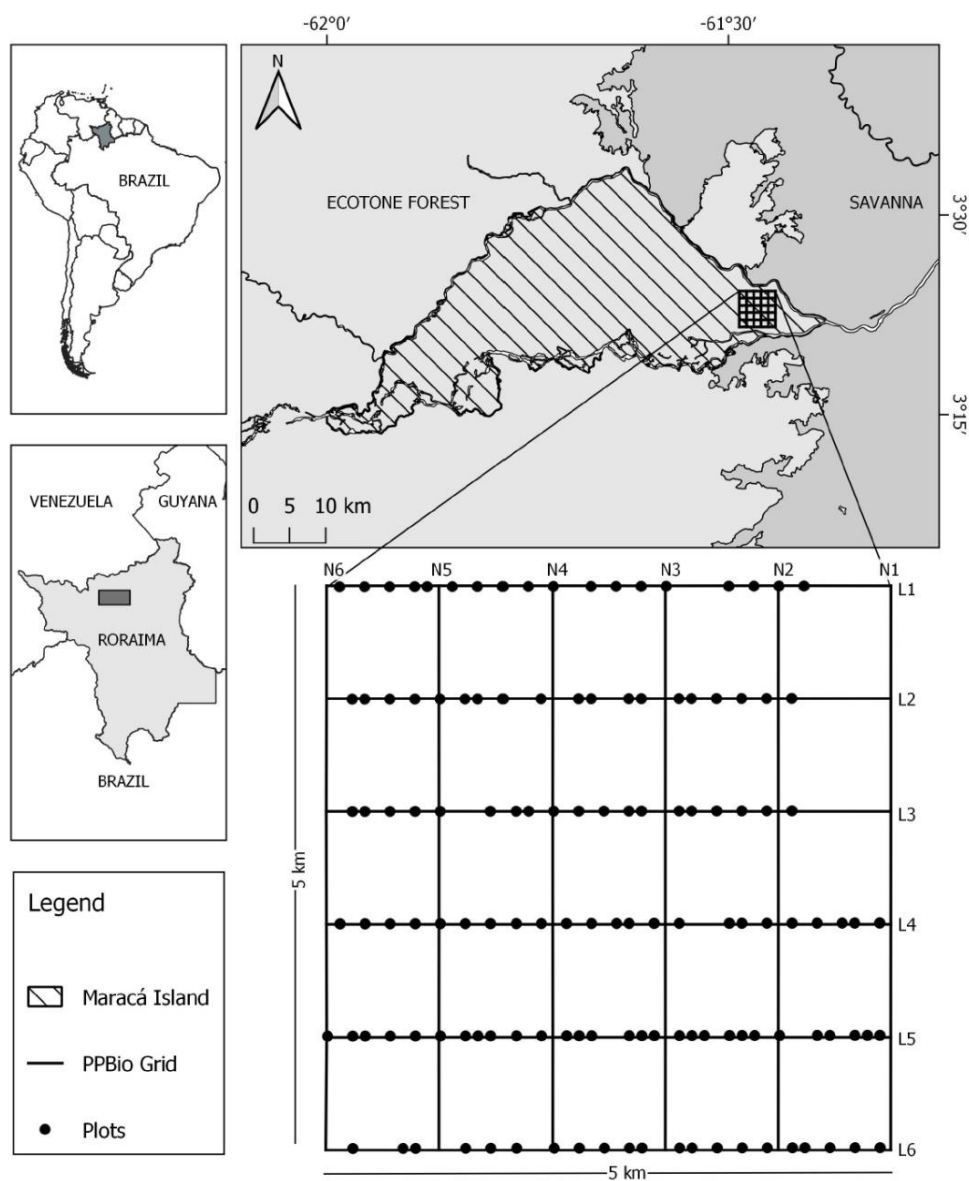 -62°0′
-61°30′
BRAZIL
N
ECOTONE FOREST
SAVANNA
3°30′
3°15′
0 5 10 km
VENEZUELA
GUYANA
RORAIMA
BRAZIL
N6 N5 N4 N3 N2 N1
L1
L2
L3
L4
L5
L6
5 km
5 km
Legend
Maracá Island
PPBio Grid
Plots